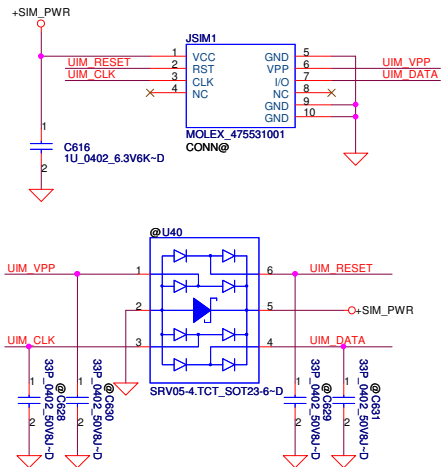 +SIM_PWR
JSIM1
1 VCC GND 5
UIM_RESET 2 RST VPP 6 UIM_VPP
UIM_CLK 3 CLK I/O 7 UIM_DATA
4 NC NC 8
GND 9
GND 10
MOLEX_475531001
CONN@
1
C616
1U_0402_6.3V6K~D
2
@U40
UIM_VPP 1 6 UIM_RESET
2 5 +SIM_PWR
UIM_CLK 3 4 UIM_DATA
SRV05-4.TCT_SOT23-6~D
1 2 @C628 33P_0402_50V8J~D
1 2 @C630 33P_0402_50V8J~D
1 2 @C629 33P_0402_50V8J~D
1 2 @C631 33P_0402_50V8J~D